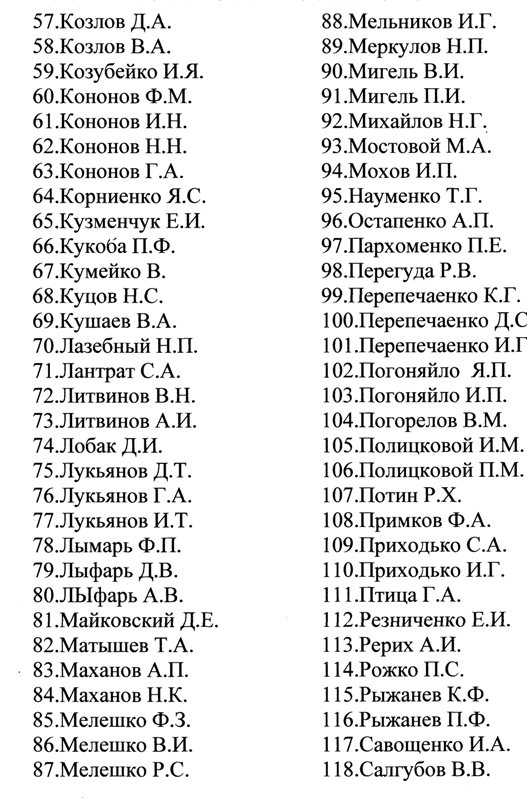 57.Козлов Д.А.
58.Козлов В.А.
59.Козубейко И.Я.
60.Кононов Ф.М.
61.Кононов И.Н.
62.Кононов Н.Н.
63.Кононов Г.А.
64.Корниенко Я.С.
65.Кузменчук Е.И.
66.Кукоба П.Ф.
67.Кумейко В.
68.Куцов Н.С.
69.Кушаев В.А.
70.Лазебный Н.П.
71.Лантрат С.А.
72.Литвинов В.Н.
73.Литвинов А.И.
74.Лобак Д.И.
75.Лукьянов Д.Т.
76.Лукьянов Г.А.
77.Лукьянов И.Т.
78.Лымарь Ф.П.
79.Лыфарь Д.В.
80.ЛЫфарь А.В.
81.Майковский Д.Е.
82.Матышев Т.А.
83.Маханов А.П.
84.Маханов Н.К.
85.Мелешко Ф.З.
86.Мелешко В.И.
87.Мелешко Р.С.
88.Мельников И.Г.
89.Меркулов Н.П.
90.Мигель В.И.
91.Мигель П.И.
92.Михайлов Н.Г.
93.Мостовой М.А.
94.Мохов И.П.
95.Науменко Т.Г.
96.Остапенко А.П.
97.Пархоменко П.Е.
98.Перегуда Р.В.
99.Перепечаенко К.Г.
100.Перепечаенко Д.С
101.Перепечаенко И.Г
102.Погоняйло Я.П.
103.Погоняйло И.П.
104.Погорелов В.М.
105.Полицковой И.М.
106.Полицковой П.М.
107.Потин Р.Х.
108.Примков Ф.А.
109.Приходько С.А.
110.Приходько И.Г.
111.Птица Г.А.
112.Резниченко Е.И.
113.Рерих А.И.
114.Рожко П.С.
115.Рыжанев К.Ф.
116.Рыжанев П.Ф.
117.Савощенко И.А.
118.Салгубов В.В.